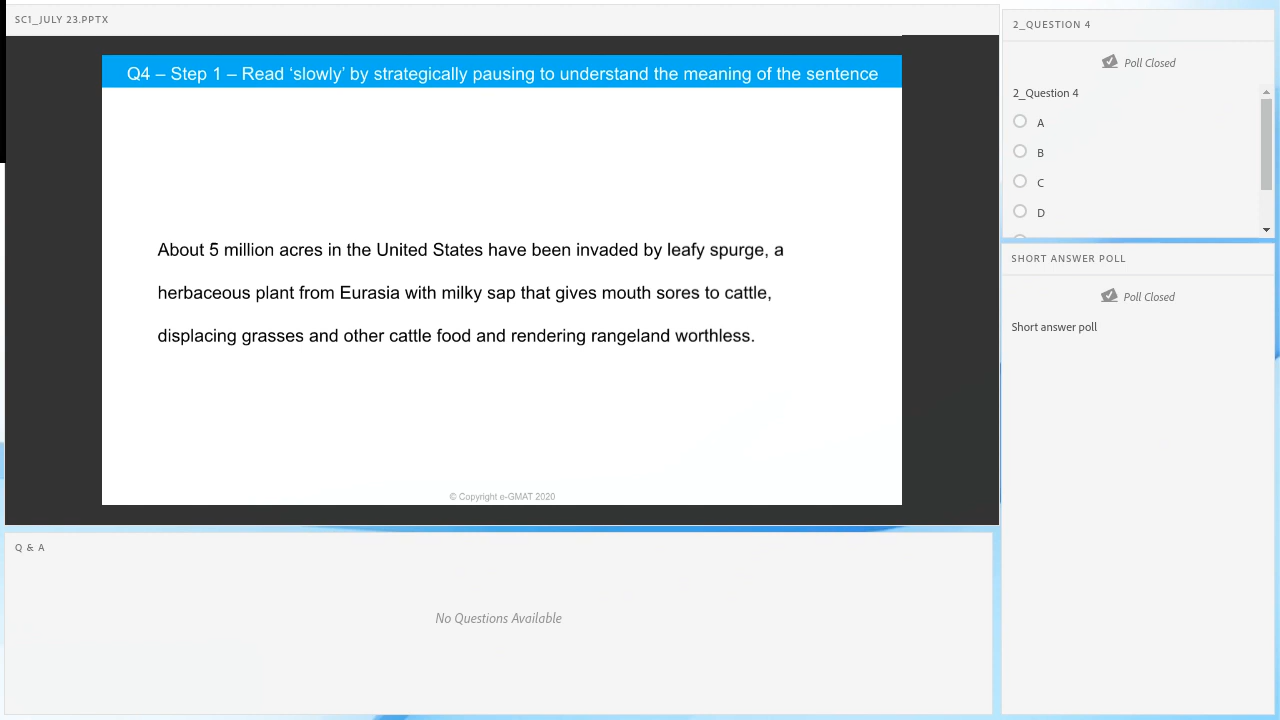 SC1_JULY 23.PPTX
Q4 – Step 1 – Read ‘slowly’ by strategically pausing to understand the meaning of the sentence
About 5 million acres in the United States have been invaded by leafy spurge, a
herbaceous plant from Eurasia with milky sap that gives mouth sores to cattle,
displacing grasses and other cattle food and rendering rangeland worthless.
© Copyright e-GMAT 2020
Q & A
No Questions Available
2_QUESTION 4
Poll Closed
2_Question 4
A
B
C
D
SHORT ANSWER POLL
Poll Closed
Short answer poll